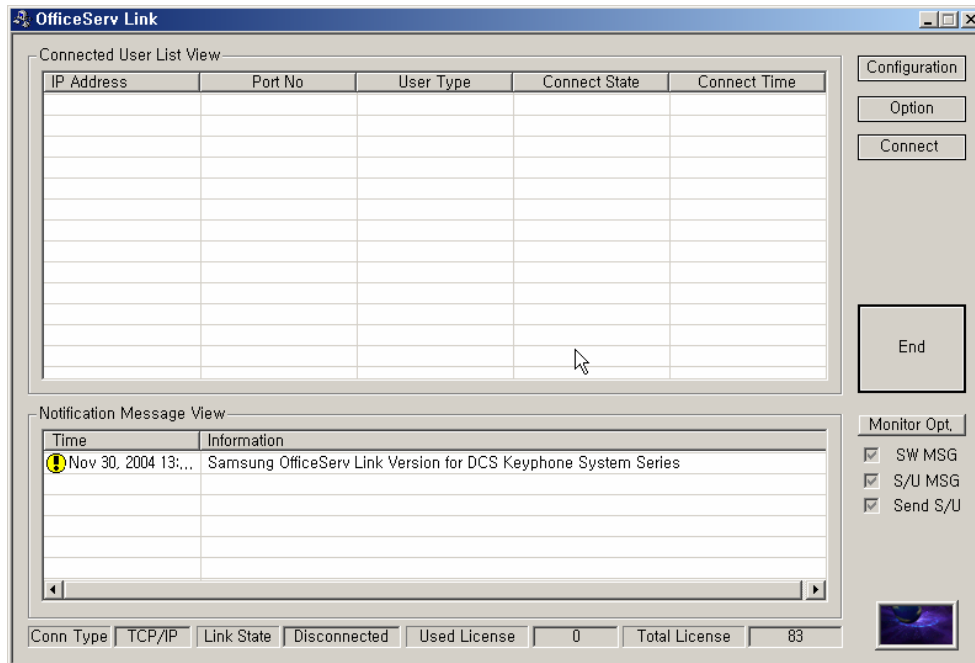 OfficeServ Link
Connected User List View
IP Address Port No User Type Connect State Connect Time
Configuration
Option
Connect
End
Notification Message View
Time Information
Nov 30, 2004 13:... Samsung OfficeServ Link Version for DCS Keyphone System Series
Monitor Opt.
SW MSG
S/U MSG
Send S/U
Conn Type TCP/IP Link State Disconnected Used License 0 Total License 83